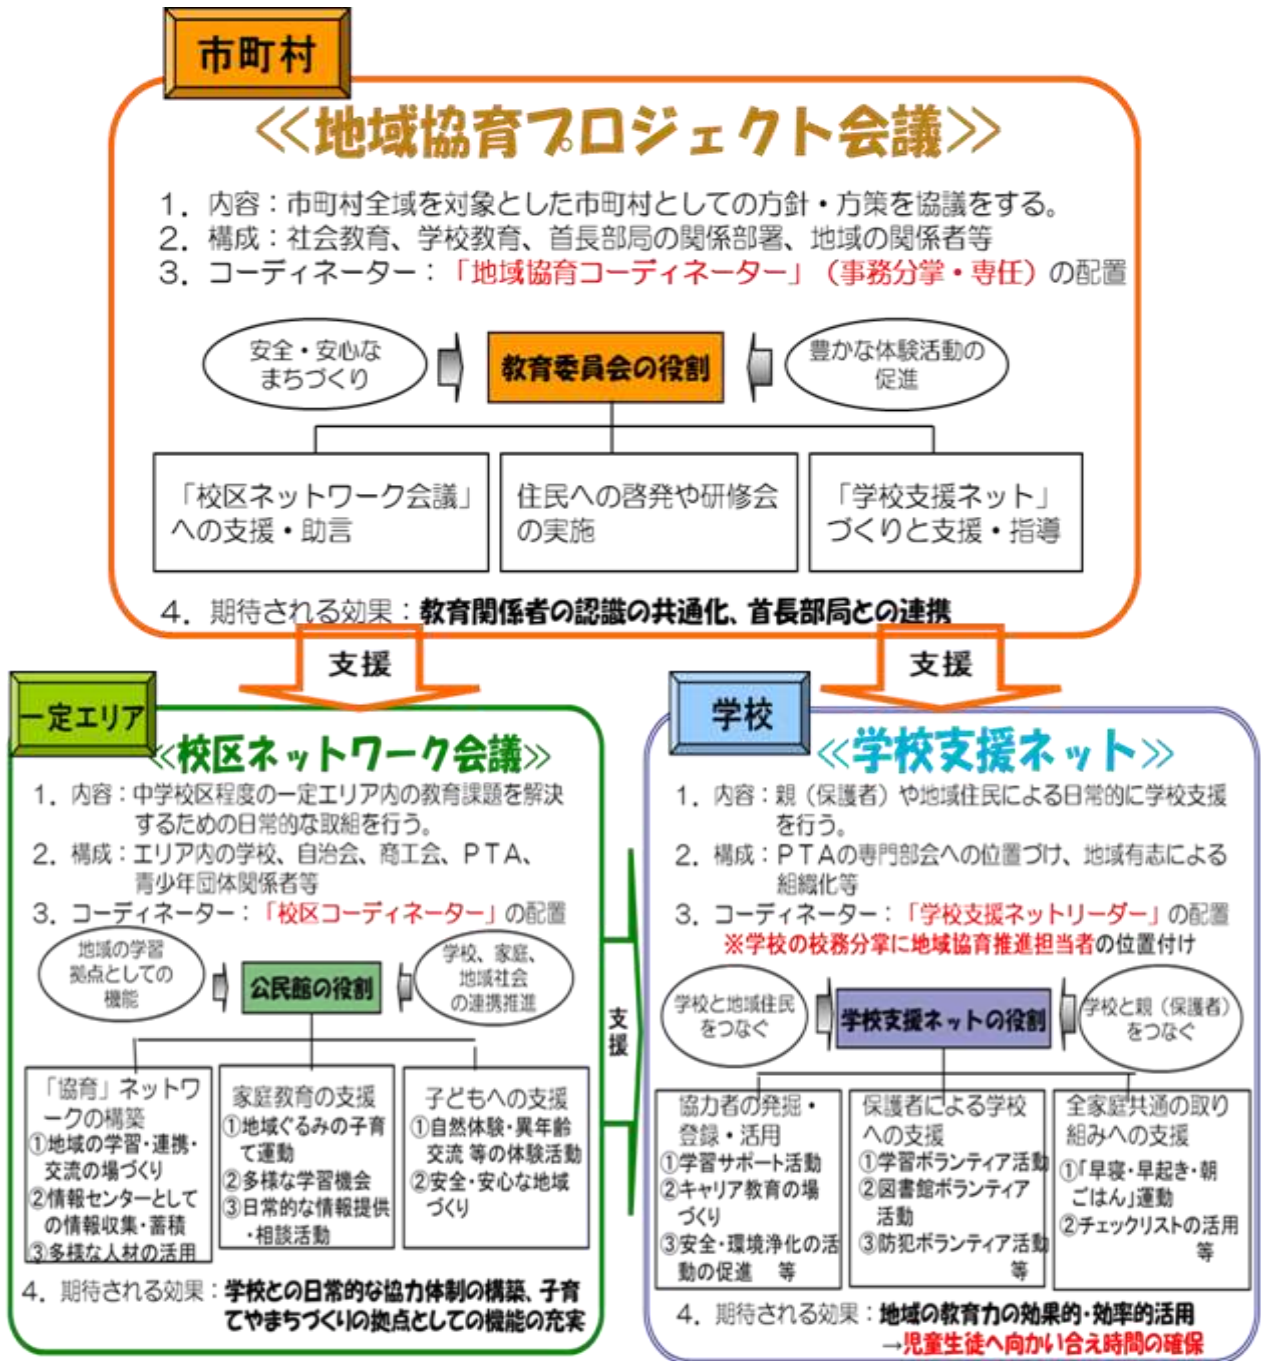 市町村
≪地域協育プロジェクト会議≫
1．内容：市町村全域を対象とした市町村としての方針・方策を協議をする。
2．構成：社会教育、学校教育、首長部局の関係部署、地域の関係者等
3．コーディネーター：「地域協育コーディネーター」（事務分掌・専任）の配置
安全・安心な
まちづくり
教育委員会の役割
豊かな体験活動の
促進
「校区ネットワーク会議」
への支援・助言
住民への啓発や研修会
の実施
「学校支援ネット」
づくりと支援・指導
4．期待される効果：教育関係者の認識の共通化、首長部局との連携
支援
支援
一定エリア
≪校区ネットワーク会議≫
1．内容：中学校区程度の一定エリア内の教育課題を解決
するための日常的な取組を行う。
2．構成：エリア内の学校、自治会、商工会、PTA、
青少年団体関係者等
3．コーディネーター：「校区コーディネーター」の配置
地域の学習
拠点としての
機能
公民館の役割
学校、家庭、
地域社会
の連携推進
「協育」ネットワ
ークの構築
①地域の学習・連携・
交流の場づくり
②情報センターとして
の情報収集・蓄積
③多様な人材の活用
家庭教育の支援
①地域ぐるみの子育
て運動
②多様な学習機会
③日常的な情報提供
・相談活動
子どもへの支援
①自然体験・異年齢
交流 等の体験活動
②安全・安心な地域
づくり
4．期待される効果：学校との日常的な協力体制の構築、子育
てやまちづくりの拠点としての機能の充実
支
援
学校
≪学校支援ネット≫
1．内容：親（保護者）や地域住民による日常的に学校支援
を行う。
2．構成：PTAの専門部会への位置づけ、地域有志による
組織化等
3．コーディネーター：「学校支援ネットリーダー」の配置
※学校の校務分掌に地域協育推進担当者の位置付け
学校と地域住民
をつなぐ
学校支援ネットの役割
学校と親（保護者）
をつなぐ
協力者の発掘・
登録・活用
①学習サポート活動
②キャリア教育の場
づくり
③安全・環境浄化の活
動の促進 等
保護者による学校
への支援
①学習ボランティア活動
②図書館ボランティア
活動
③防犯ボランティア活動
等
全家庭共通の取り
組みへの支援
①「早寝・早起き・朝
ごはん」運動
②チェックリストの活用
等
4．期待される効果：地域の教育力の効果的・効率的活用
→児童生徒へ向かい合え時間の確保